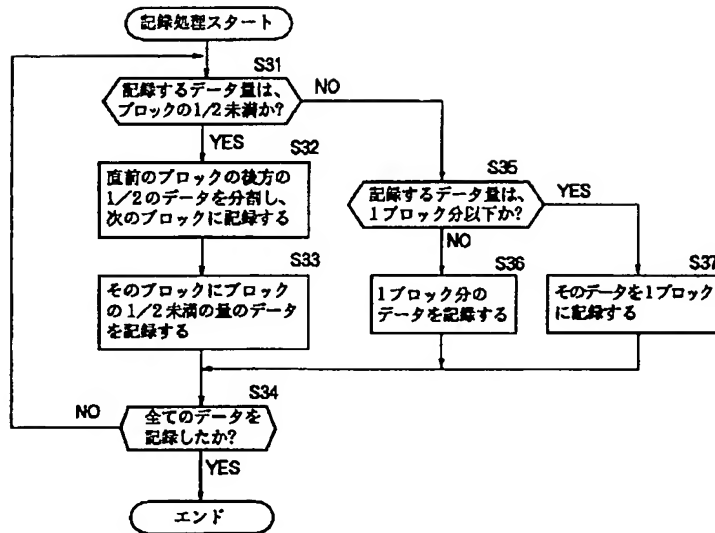 記録処理スタート
S31
記録するデータ量は、
ブロックの1/2未満か?
NO
YES
S32
直前のブロックの後方の
1/2のデータを分割し、
次のブロックに記録する
S35
記録するデータ量は、
1ブロック分以下か?
YES
NO
S33
そのブロックにブロック
の1/2未満の量のデータ
を記録する
S36
1ブロック分の
データを記録する
S37
そのデータを1ブロック
に記録する
S34
NO
全てのデータを
記録したか?
YES
エンド